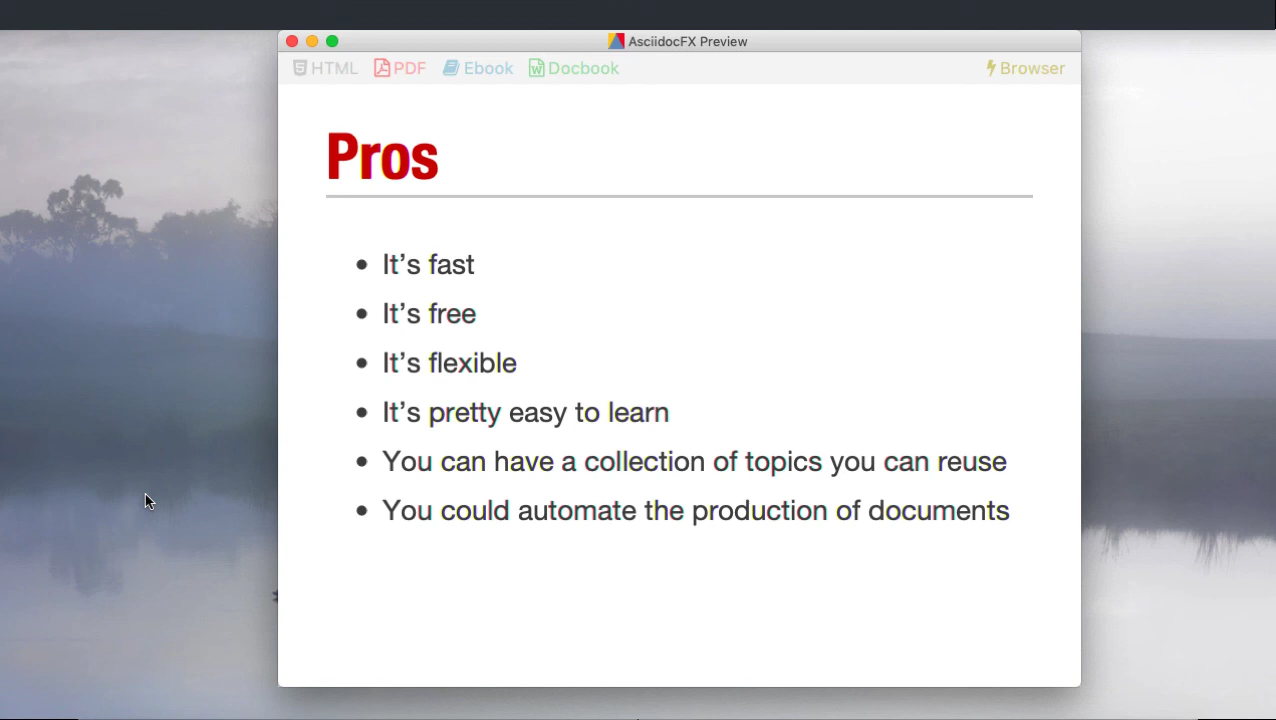 AsciidocFX Preview
HTML PDF Ebook Docbook Browser
Pros
• It’s fast
• It’s free
• It’s flexible
• It’s pretty easy to learn
• You can have a collection of topics you can reuse
• You could automate the production of documents